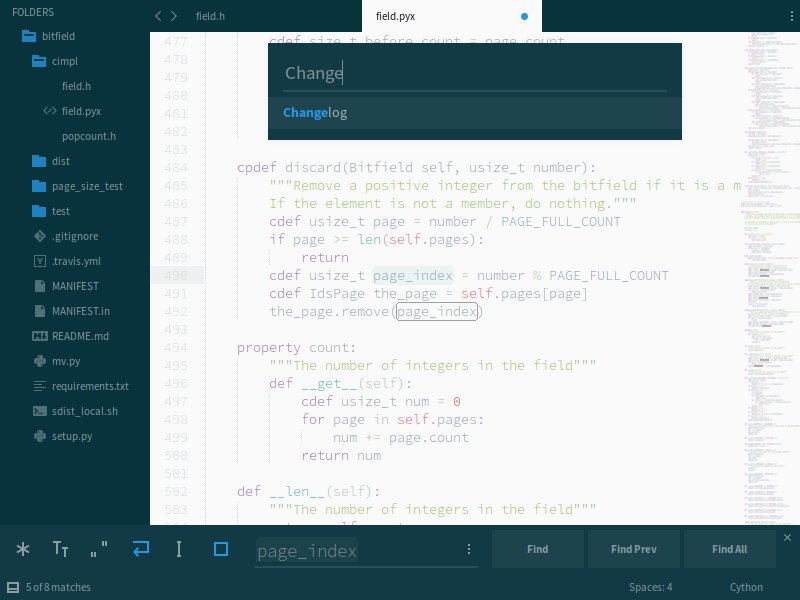 FOLDERS
bitfield
cimpl
field.h
field.pyx
popcount.h
dist
page_size_test
test
.gitignore
.travis.yml
MANIFEST
MANIFEST.in
README.md
mv.py
requirements.txt
sdist_local.sh
setup.py
field.h
field.pyx
477 cdef size_t before_count = page.count
478
479
480
481
482
483
Change
Changelog
484 cpdef discard(Bitfield self, usize_t number):
485 """Remove a positive integer from the bitfield if it is a m
486 If the element is not a member, do nothing."""
487 cdef usize_t page = number / PAGE_FULL_COUNT
488 if page >= len(self.pages):
489 return
490 cdef usize_t page_index = number % PAGE_FULL_COUNT
491 cdef IdsPage the_page = self.pages[page]
492 the_page.remove(page_index)
493
494 property count:
495 """The number of integers in the field"""
496 def __get__(self):
497 cdef usize_t num = 0
498 for page in self.pages:
499 num += page.count
500 return num
501
502 def __len__(self):
503 """The number of integers in the field"""
page_index
Find
Find Prev
Find All
5 of 8 matches
Spaces: 4
Cython